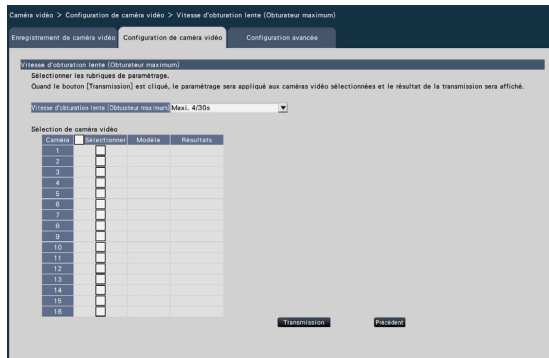 Caméra vidéo > Configuration de caméra vidéo > Vitesse d'obturation lente (Obturateur maximum)
Enregistrement de caméra vidéo Configuration de caméra vidéo Configuration avancée
Vitesse d'obturation lente (Obturateur maximum)
Sélectionner les rubriques de paramétrage.
Quand le bouton [Transmission] est cliqué, le paramétrage sera appliqué aux caméras vidéo sélectionnées et le résultat de la transmission sera affiché.
Vitesse d'obturation lente (Obturateur maximum) Maxi. 4/30s
Sélection de caméra vidéo
Caméra Sélectionner Modèle Résultats
1
2
3
4
5
6
7
8
9
10
11
12
13
14
15
16
Transmission Précédent